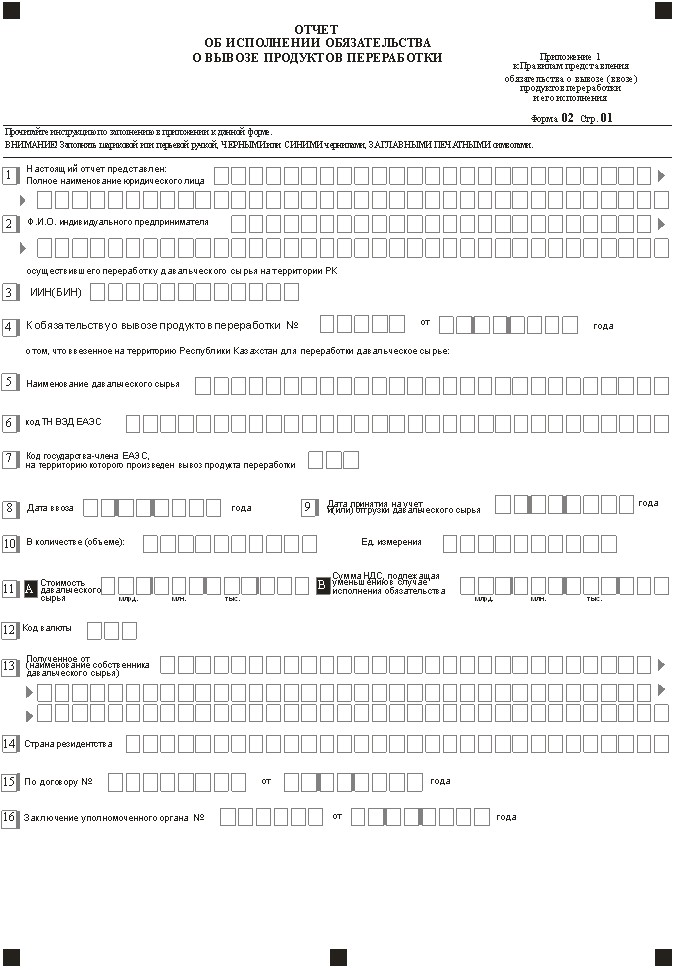 ОТЧЕТ
ОБ ИСПОЛНЕНИИ ОБЯЗАТЕЛЬСТВА
О ВЫВОЗЕ ПРОДУКТОВ ПЕРЕРАБОТКИ
Приложение 1
к Правилам представления
обязательства о вывозе (ввозе)
продуктов переработки
и его исполнения
Форма 02 Стр. 01
Прочитайте инструкцию по заполнению в приложении к данной форме.
ВНИМАНИЕ! Заполнять шариковой или перьевой ручкой, ЧЕРНЫМИ или СИНИМИ чернилами, ЗАГЛАВНЫМИ ПЕЧАТНЫМИ символами.
1 Настоящий отчет представлен:
Полное наименование юридического лица
2 Ф.И.О. индивидуального предпринимателя
осуществившего переработку давальческого сырья на территории РК
3 ИИН(БИН)
4 К обязательству о вывозе продуктов переработки № от года
о том, что ввезенное на территорию Республики Казахстан для переработки давальческое сырье:
5 Наименование давальческого сырья
6 код ТН ВЭД ЕАЭС
7 Код государства-члена ЕАЭС,
на территорию которого произведен вывоз продукта переработки
8 Дата ввоза года
9 Дата принятия на учет
и(или) отгрузки давальческого сырья года
10 В количестве (объеме): Ед. измерения
11 A Стоимость
давальческого
сырья
млрд. млн. тыс.
B Сумма НДС, подлежащая
уменьшению в случае
исполнения обязательства
млрд. млн. тыс.
12 Код валюты
13 Полученное от
(наименование собственника
давальческого сырья)
14 Страна резидентства
15 По договору № от года
16 Заключение уполномоченного органа № от года